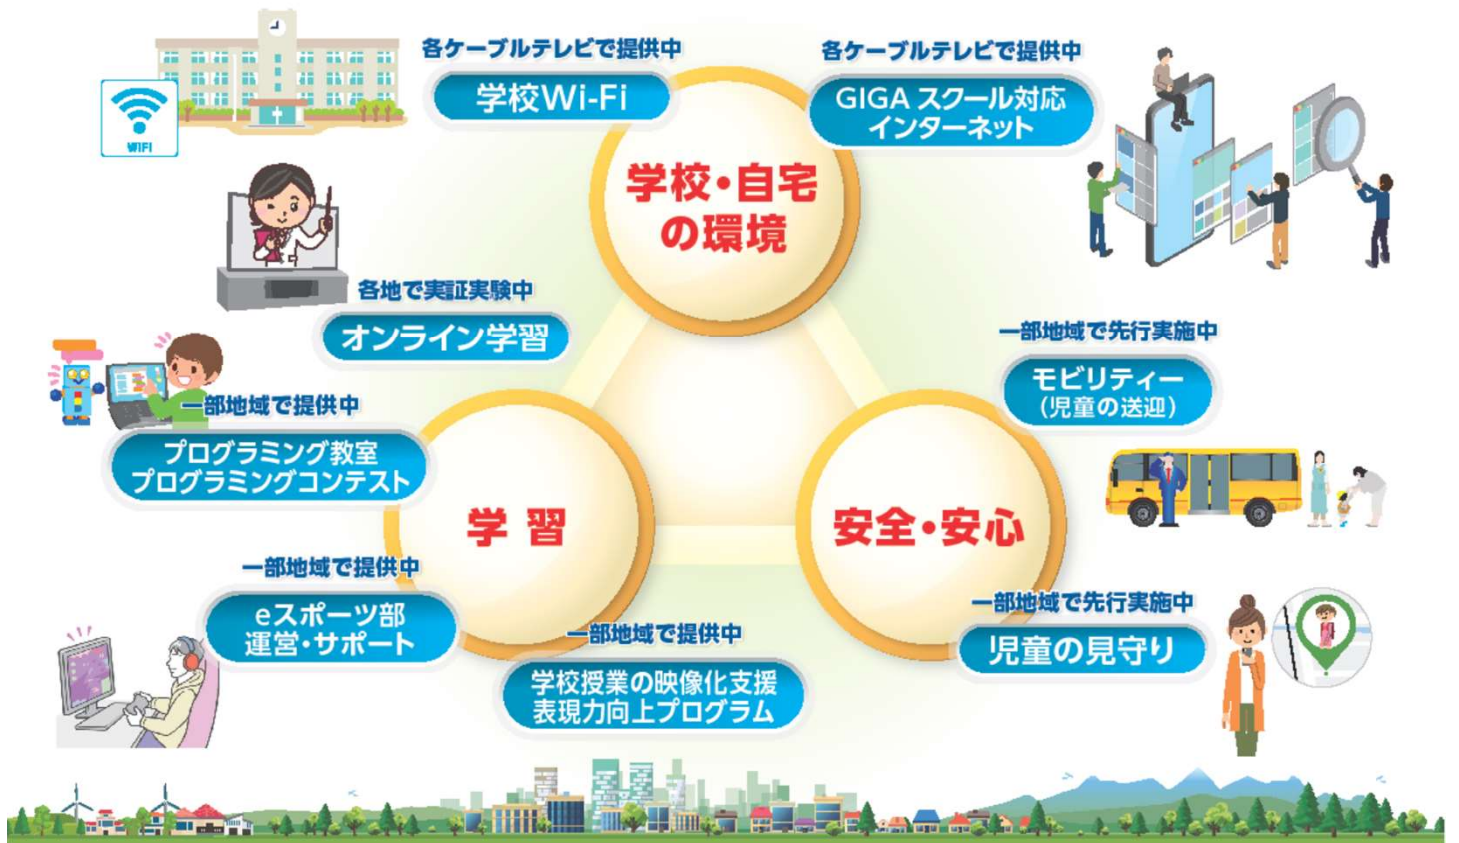 各ケーブルテレビで提供中
学校Wi-Fi
各ケーブルテレビで提供中
GIGA スクール対応
インターネット
WIFI
学校・自宅
の環境
各地で実証実験中
オンライン学習
一部地域で先行実施中
モビリティー
(児童の送迎)
一部地域で提供中
プログラミング教室
プログラミングコンテスト
学 習
安全・安心
一部地域で提供中
eスポーツ部
運営・サポート
一部地域で先行実施中
児童の見守り
一部地域で提供中
学校授業の映像化支援
表現力向上プログラム